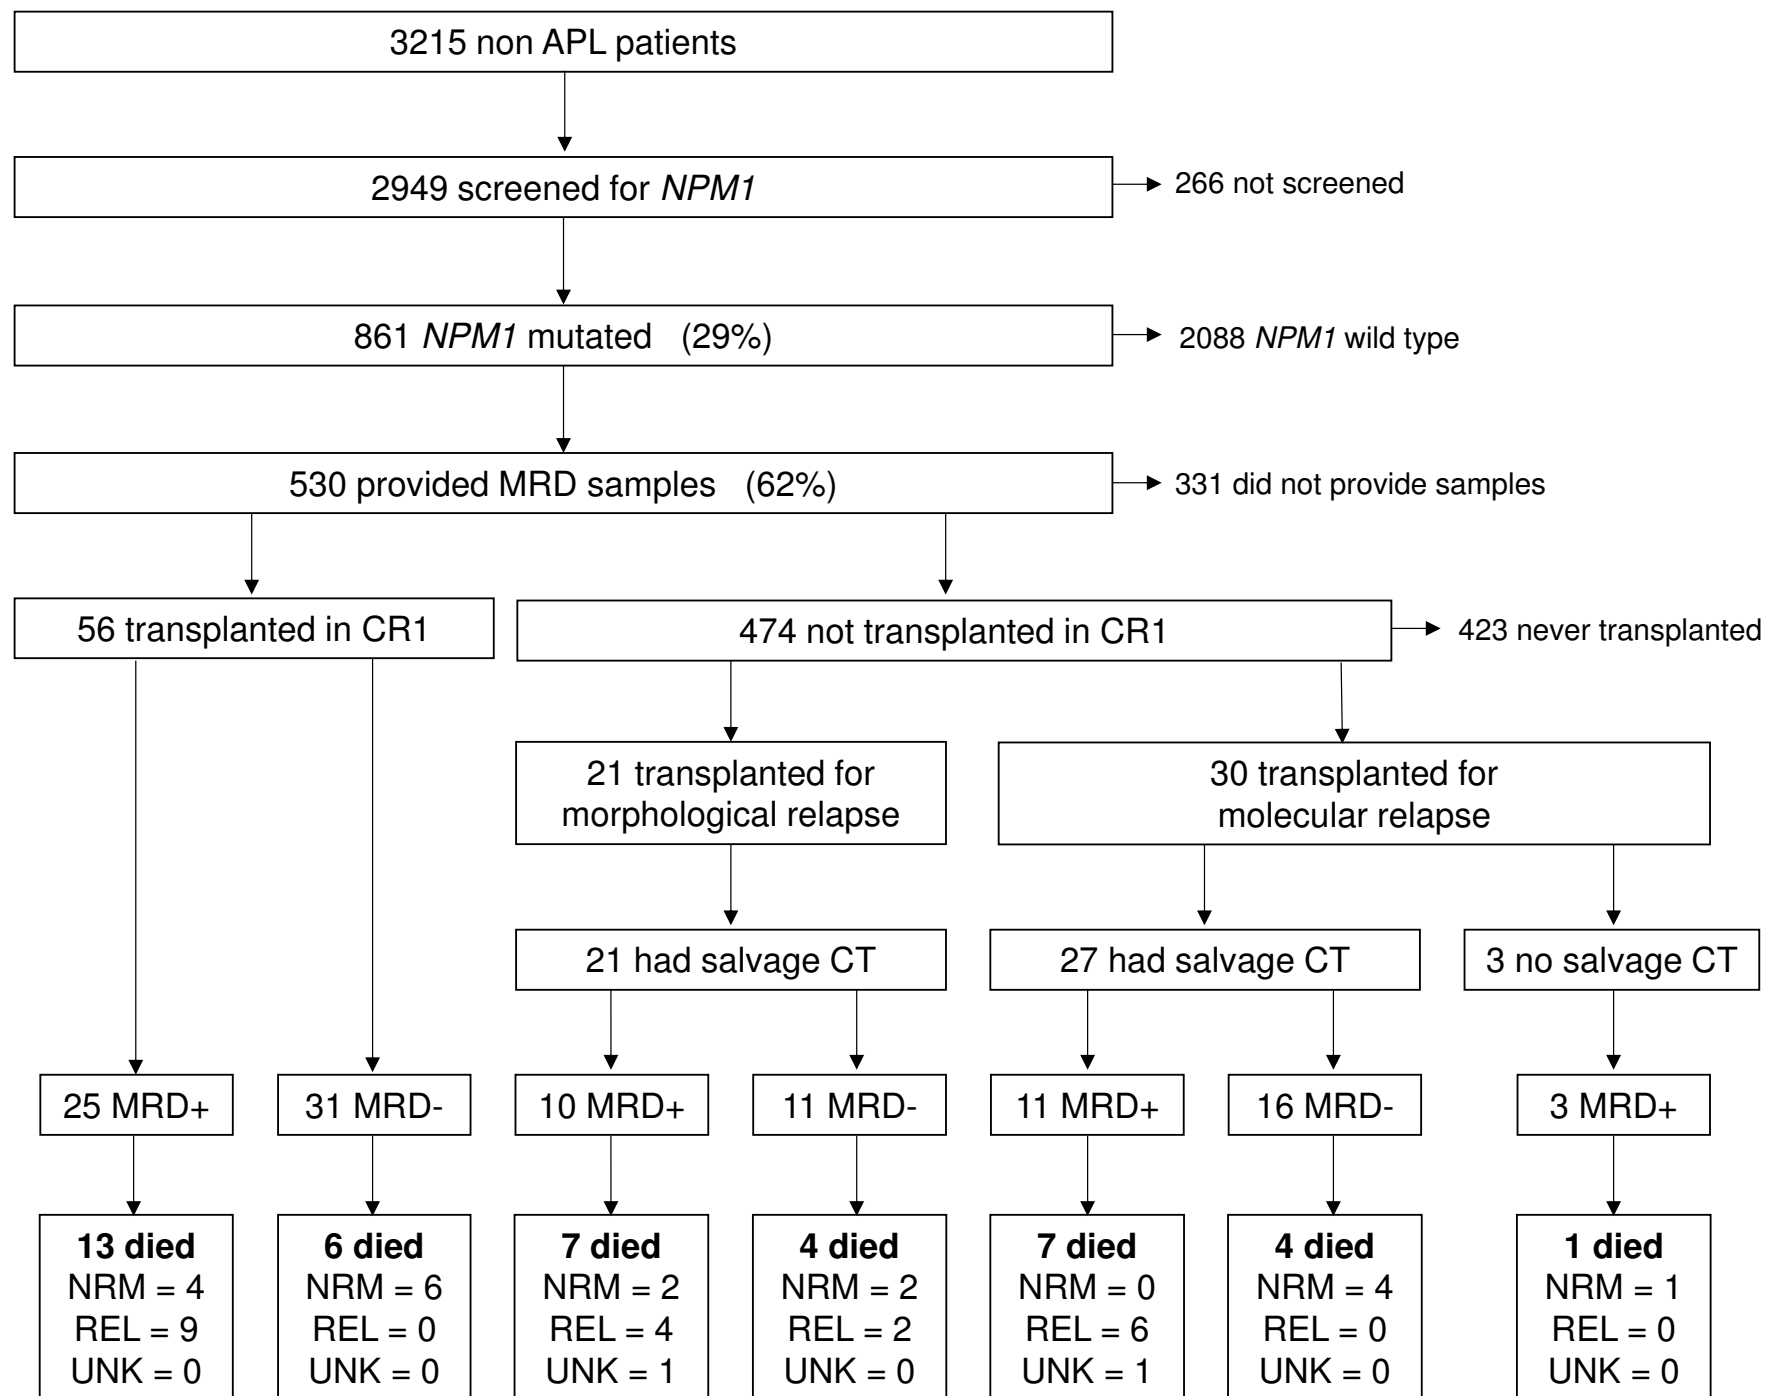 3215 non APL patients
2949 screened for NPM1
266 not screened
861 NPM1 mutated (29%)
2088 NPM1 wild type
530 provided MRD samples (62%)
331 did not provide samples
56 transplanted in CR1
474 not transplanted in CR1
423 never transplanted
21 transplanted for
morphological relapse
30 transplanted for
molecular relapse
21 had salvage CT
27 had salvage CT
3 no salvage CT
25 MRD+
31 MRD-
10 MRD+
11 MRD-
11 MRD+
16 MRD-
3 MRD+
13 died
NRM = 4
REL = 9
UNK = 0
6 died
NRM = 6
REL = 0
UNK = 0
7 died
NRM = 2
REL = 4
UNK = 1
4 died
NRM = 2
REL = 2
UNK = 0
7 died
NRM = 0
REL = 6
UNK = 1
4 died
NRM = 4
REL = 0
UNK = 0
1 died
NRM = 1
REL = 0
UNK = 0